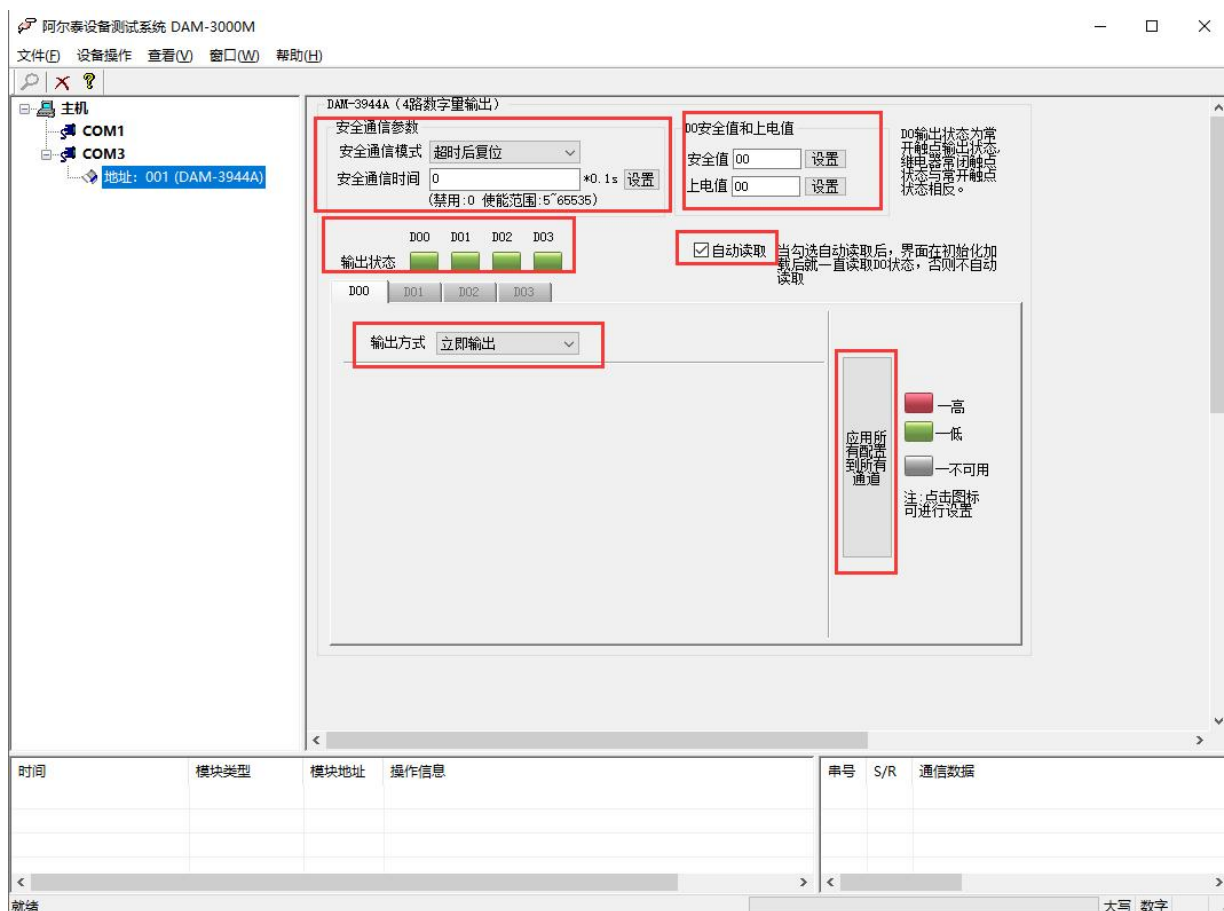 阿尔泰设备测试系统 DAM-3000M
文件(F) 设备操作 查看(V) 窗口(W) 帮助(H)
主机
COM1
COM3
地址: 001 (DAM-3944A)
DAM-3944A (4路数字量输出)
安全通信参数
安全通信模式 超时后复位
安全通信时间 0 *0.1s 设置
(禁用:0 使能范围:5~65535)
DO安全值和上电值
安全值 00 设置
上电值 00 设置
DO输出状态为常
开触点输出状态,
继电器常闭触点
状态与常开触点
状态相反。
DO0 DO1 DO2 DO3
输出状态
自动读取
当勾选自动读取后，界面在初始化加
载后就一直读取DO状态，否则不自动
读取
DO0 DO1 DO2 DO3
输出方式 立即输出
应用所
有配置
到所有
通道
—高
—低
—不可用
注:点击图标
可进行设置
时间 模块类型 模块地址 操作信息
串号 S/R 通信数据
就绪
大写 数字